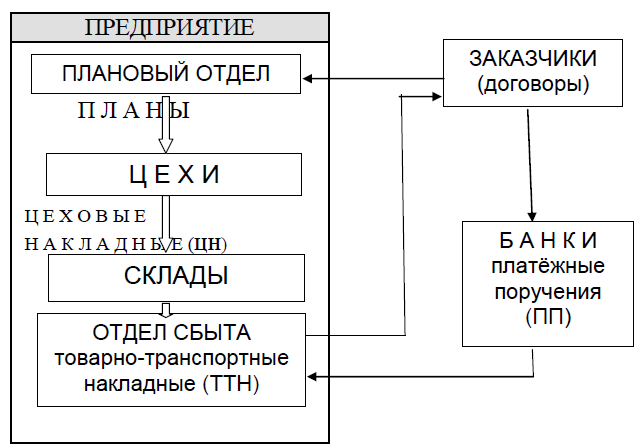 ПРЕДПРИЯТИЕ
ПЛАНОВЫЙ ОТДЕЛ
П Л А Н Ы
Ц Е Х И
Ц Е Х О В Ы Е
Н А К Л А Д Н Ы Е (ЦН)
СКЛАДЫ
ОТДЕЛ СБЫТА
товарно-транспортные
накладные (ТТН)
ЗАКАЗЧИКИ
(договоры)
Б А Н К И
платёжные
поручения
(ПП)